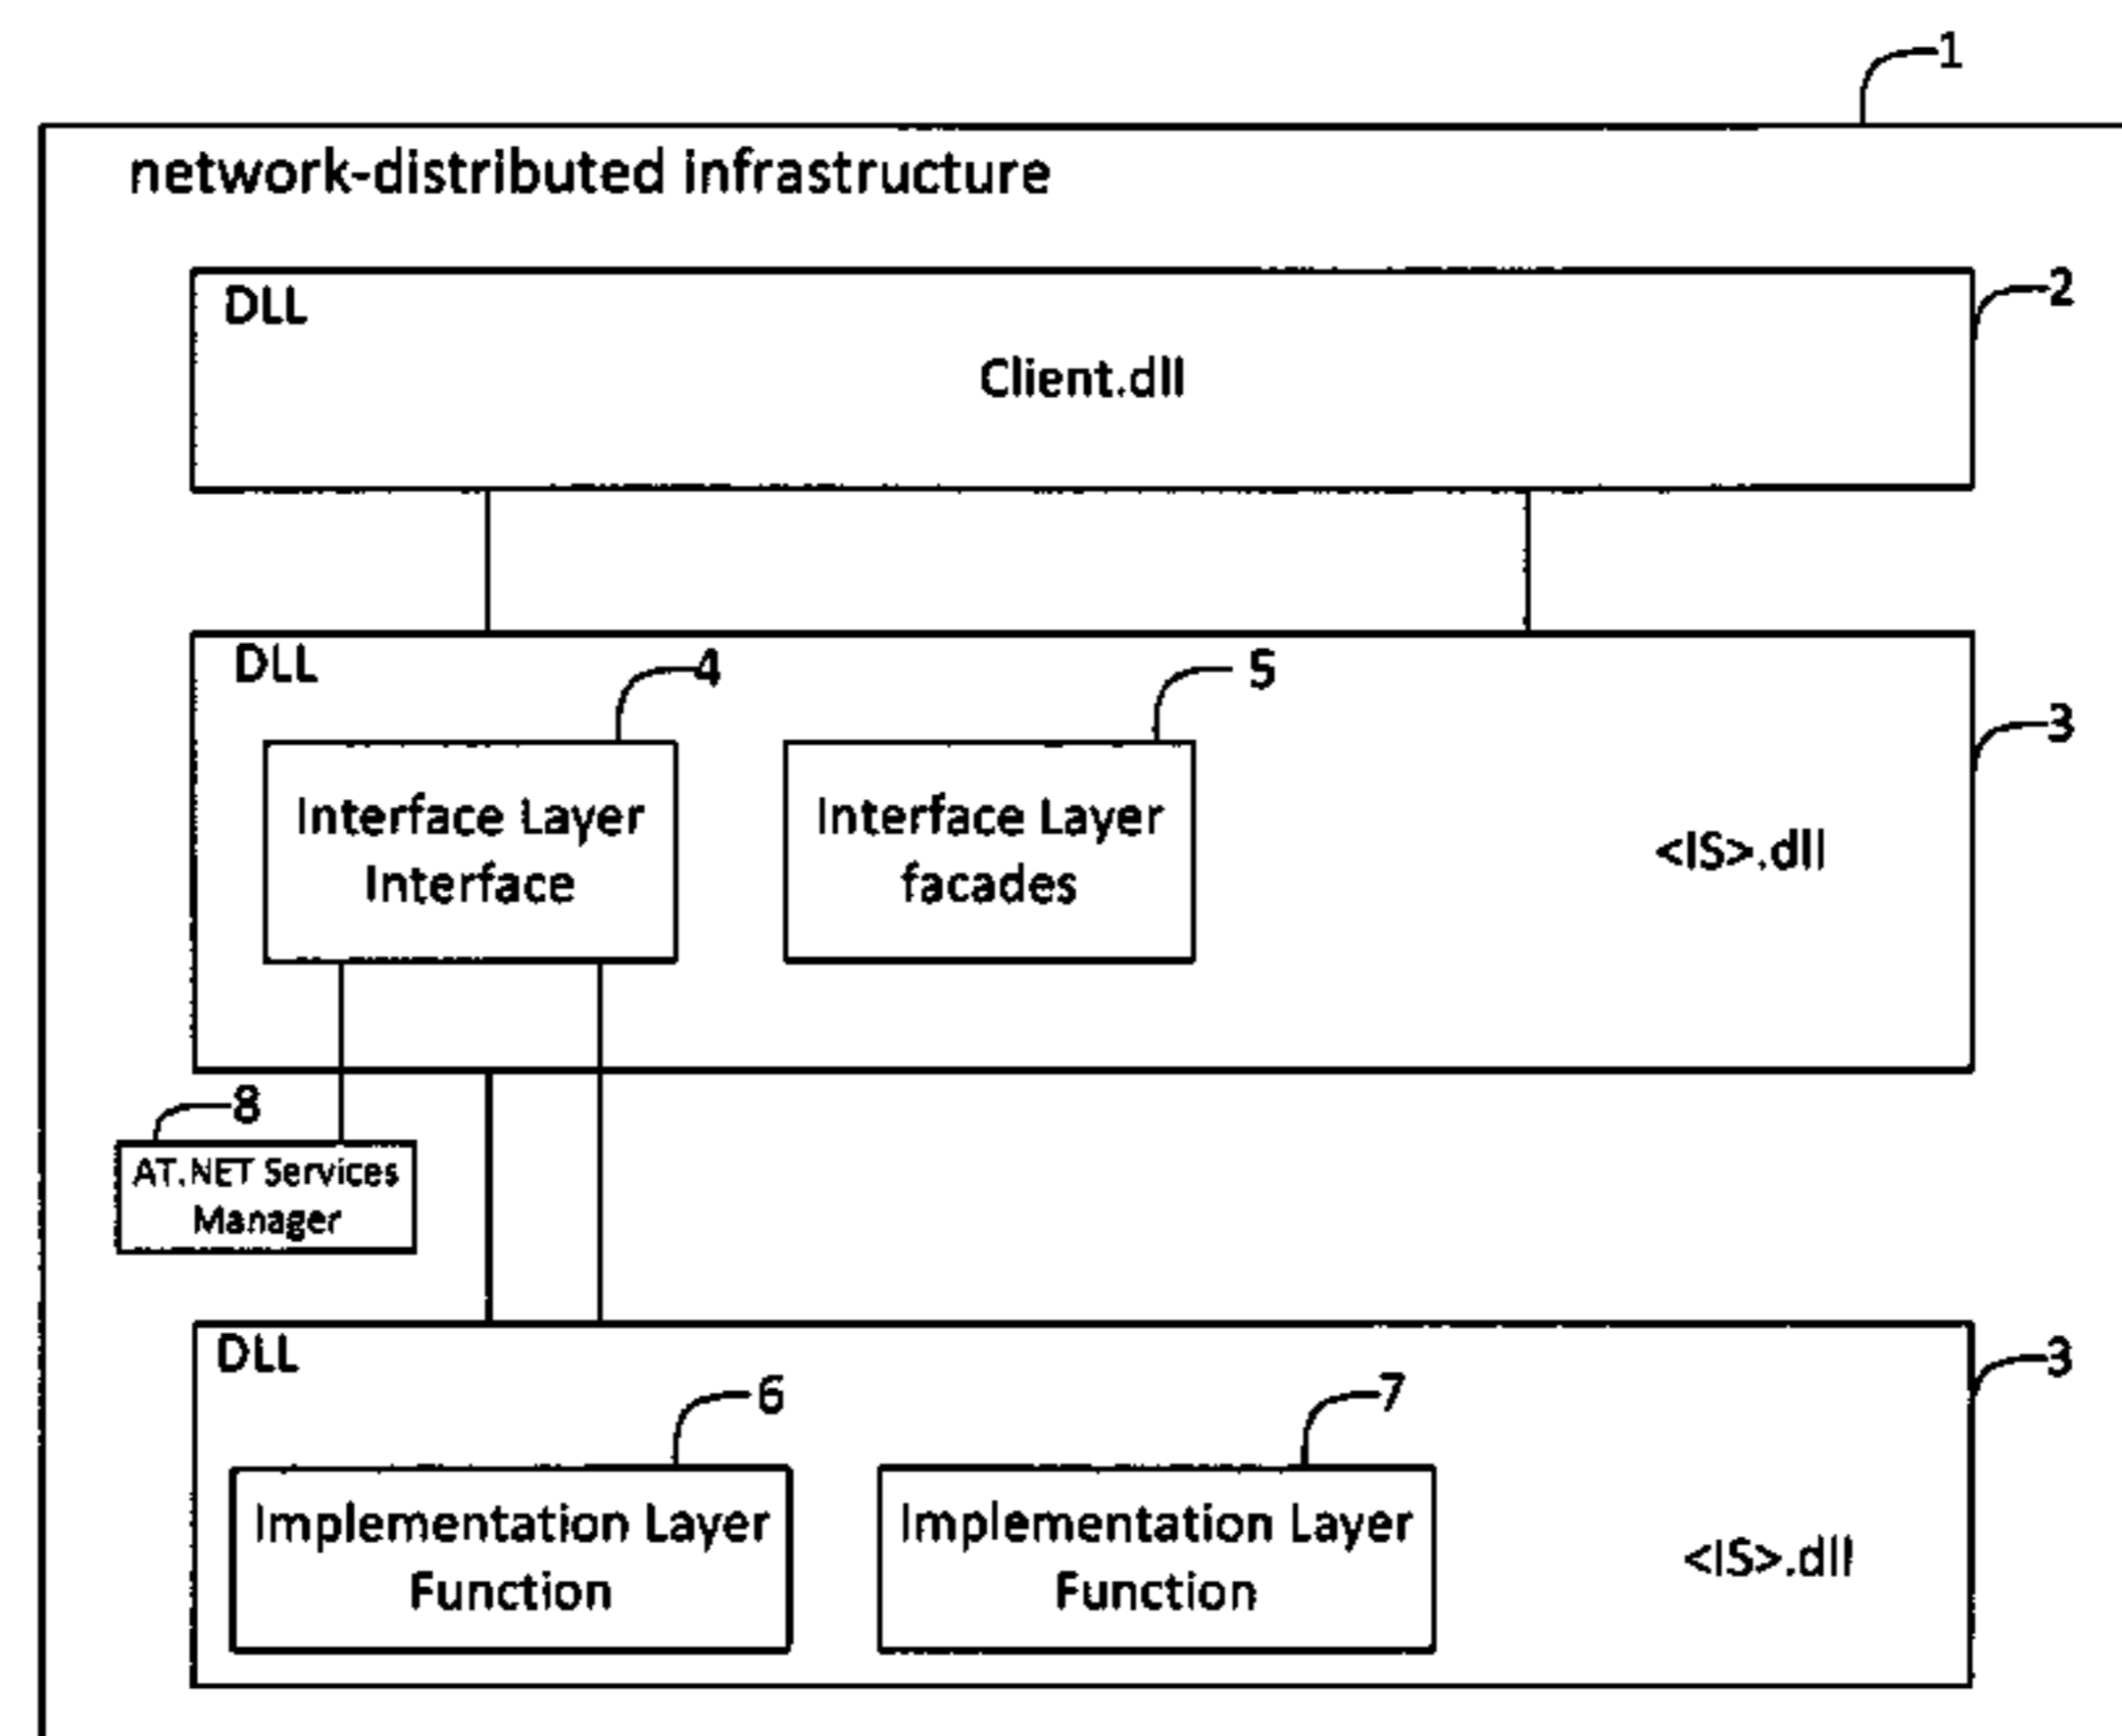 1
network-distributed infrastructure
DLL
2
Client.dll
DLL
4
5
3
Interface Layer
Interface
Interface Layer
facades
<IS>.dll
8
AT.NET Services
Manager
DLL
3
6
7
Implementation Layer
Function
Implementation Layer
Function
<IS>.dll